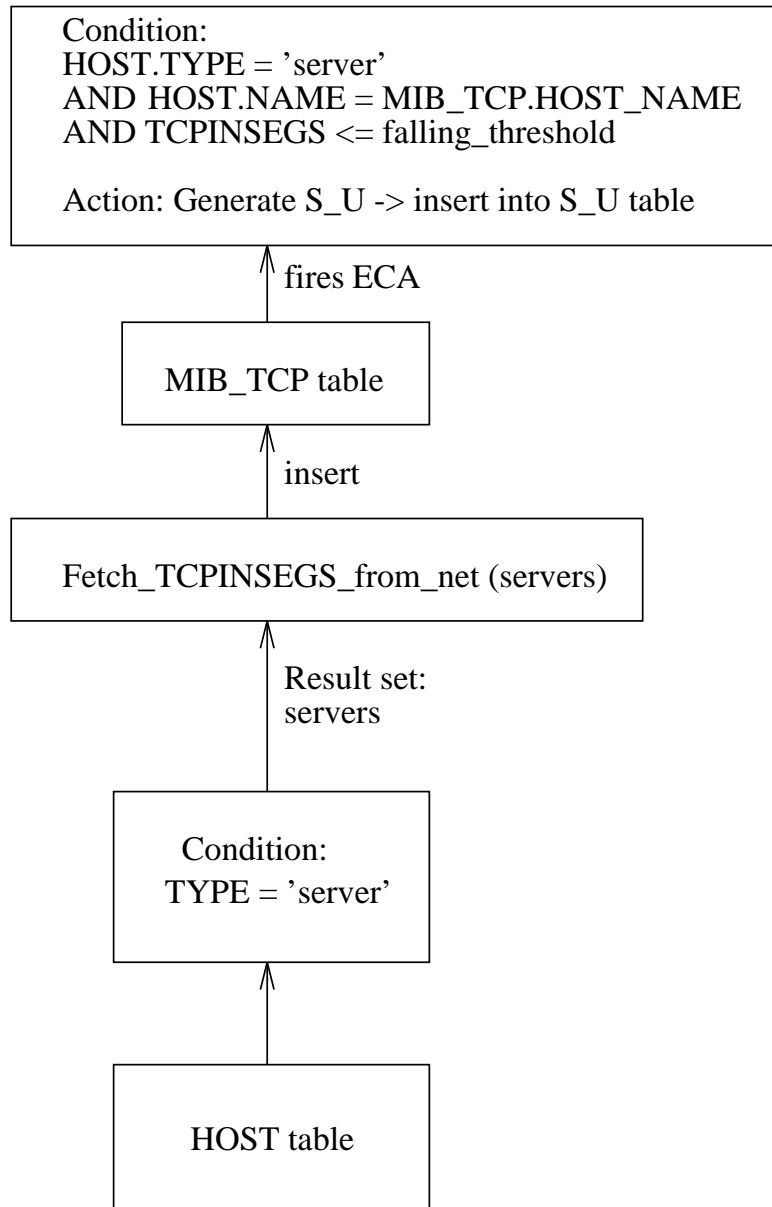 Condition:
HOST.TYPE = ’server’
AND HOST.NAME = MIB_TCP.HOST_NAME
AND TCPINSEGS <= falling_threshold
Action: Generate S_U -> insert into S_U table
fires ECA
MIB_TCP table
insert
Fetch_TCPINSEGS_from_net (servers)
Result set:
servers
Condition:
TYPE = ’server’
HOST table